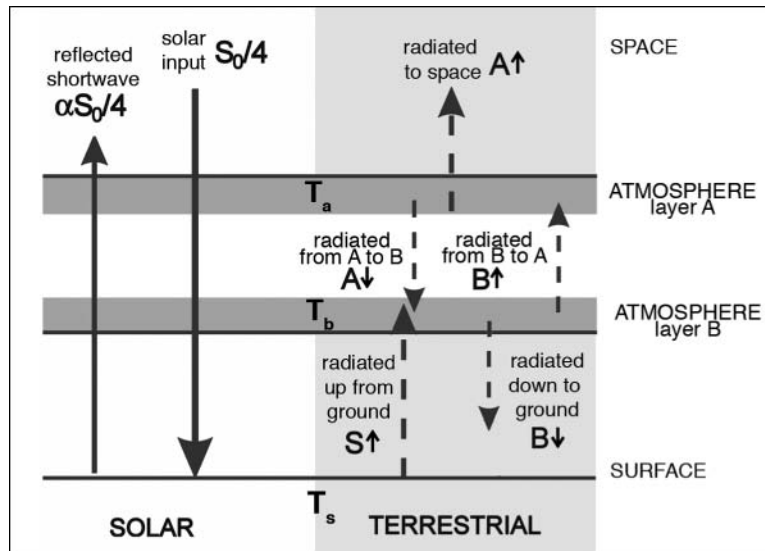 reflected
shortwave
αS₀/4
solar
input S₀/4
radiated
to space A↑
SPACE
Tₐ
ATMOSPHERE
layer A
radiated
from A to B
A↓
radiated
from B to A
B↑
T_b
ATMOSPHERE
layer B
radiated
up from
ground
S↑
radiated
down to
ground
B↓
SURFACE
Tₛ
SOLAR
TERRESTRIAL